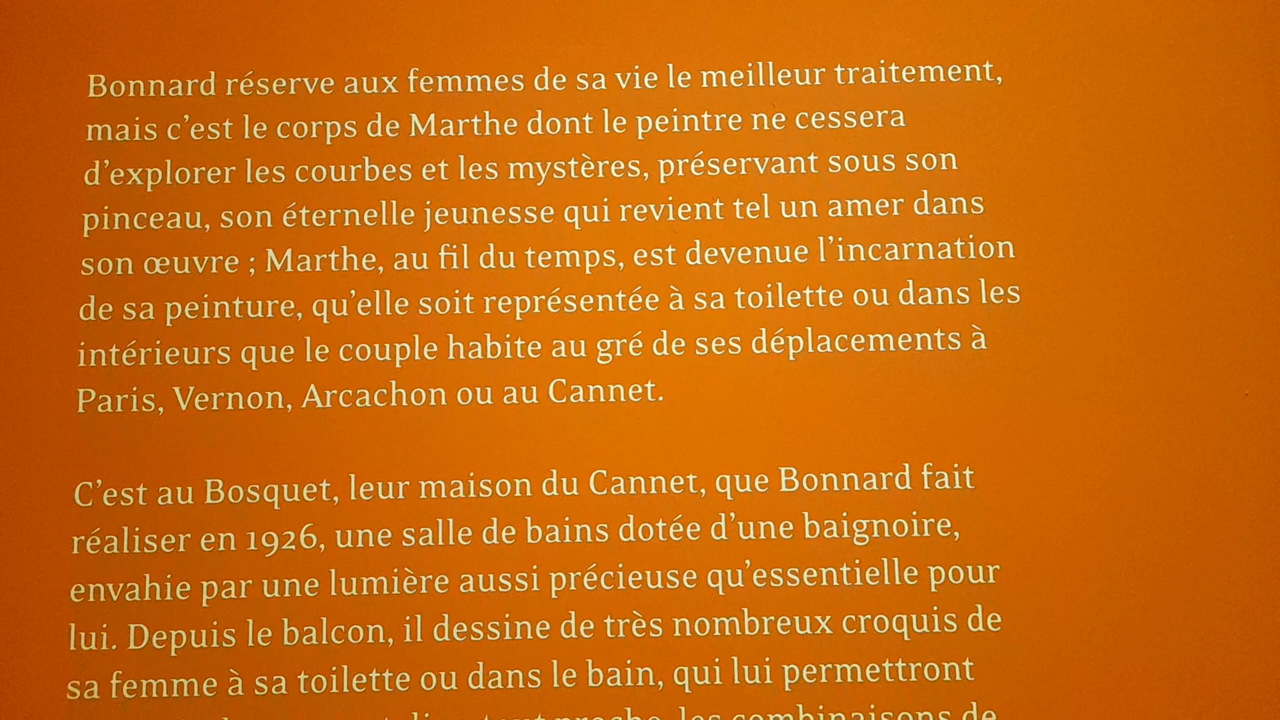 Bonnard réserve aux femmes de sa vie le meilleur traitement,
mais c’est le corps de Marthe dont le peintre ne cessera
d’explorer les courbes et les mystères, préservant sous son
pinceau, son éternelle jeunesse qui revient tel un amer dans
son œuvre ; Marthe, au fil du temps, est devenue l’incarnation
de sa peinture, qu’elle soit représentée à sa toilette ou dans les
intérieurs que le couple habite au gré de ses déplacements à
Paris, Vernon, Arcachon ou au Cannet.
C’est au Bosquet, leur maison du Cannet, que Bonnard fait
réaliser en 1926, une salle de bains dotée d’une baignoire,
envahie par une lumière aussi précieuse qu’essentielle pour
lui. Depuis le balcon, il dessine de très nombreux croquis de
sa femme à sa toilette ou dans le bain, qui lui permettront
proche, les combinaisons de